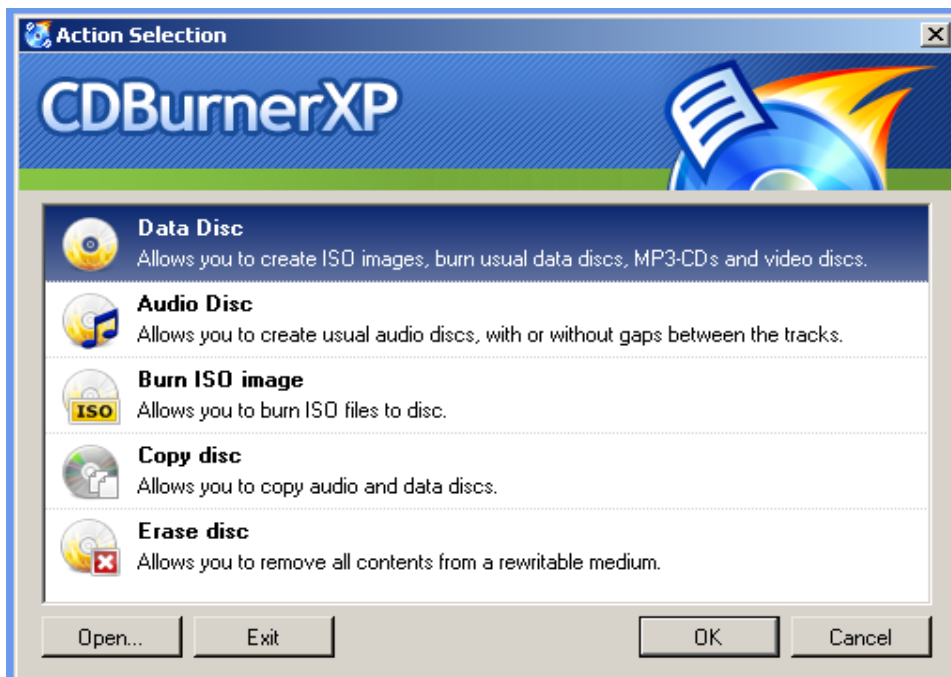 Action Selection
CDBurnerXP
Data Disc
Allows you to create ISO images, burn usual data discs, MP3-CDs and video discs.
Audio Disc
Allows you to create usual audio discs, with or without gaps between the tracks.
Burn ISO image
ISO
Allows you to burn ISO files to disc.
Copy disc
Allows you to copy audio and data discs.
Erase disc
Allows you to remove all contents from a rewritable medium.
Open... Exit OK Cancel